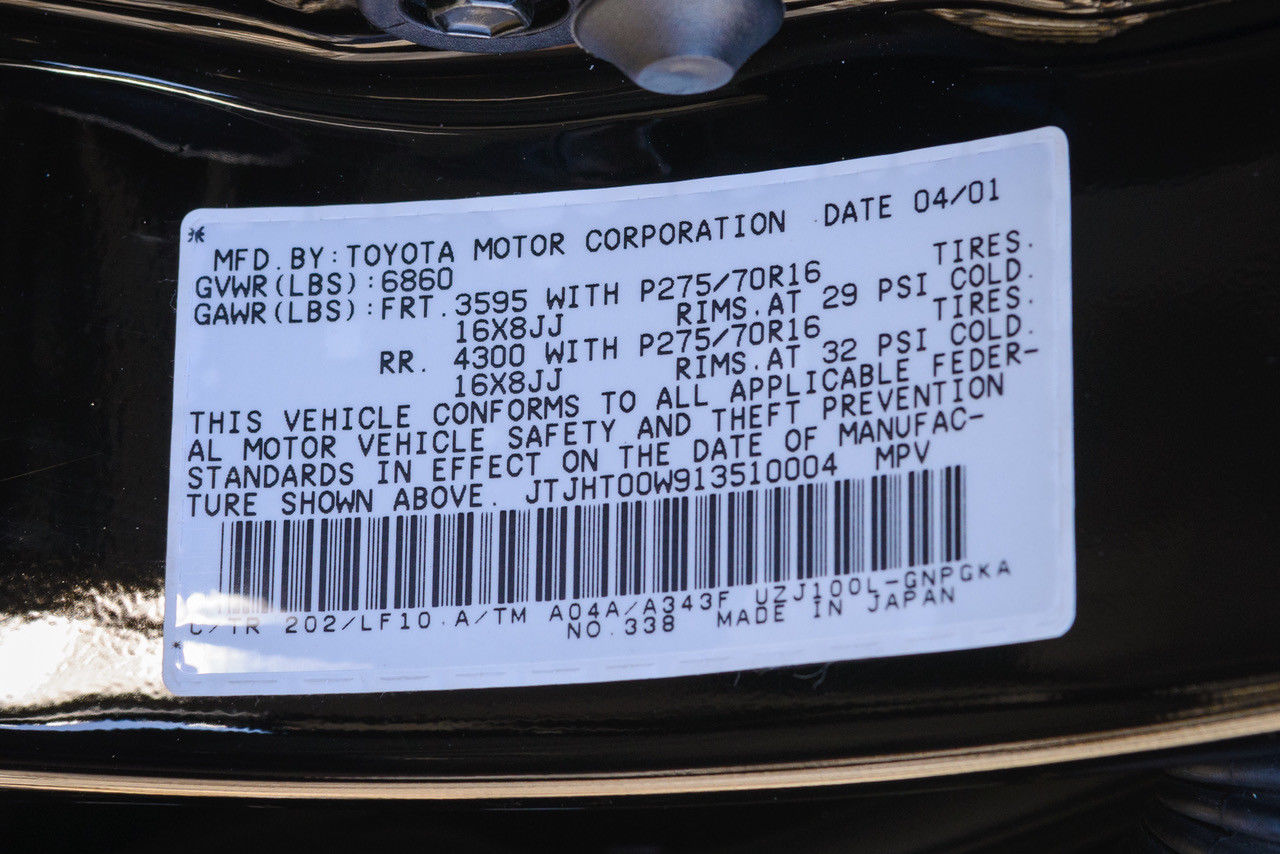 MFD.BY:TOYOTA MOTOR CORPORATION DATE 04/01
GVWR(LBS):6860
GAWR(LBS):FRT.3595 WITH P275/70R16 TIRES.
16X8JJ RIMS.AT 29 PSI COLD.
RR. 4300 WITH P275/70R16 TIRES.
16X8JJ RIMS.AT 32 PSI COLD.
THIS VEHICLE CONFORMS TO ALL APPLICABLE FEDER-
AL MOTOR VEHICLE SAFETY AND THEFT PREVENTION
STANDARDS IN EFFECT ON THE DATE OF MANUFAC-
TURE SHOWN ABOVE. JTJHT00W913510004 MPV
C/TR 202/LF10.A/TM A04A/A343F UZJ100L-GNPGKA
NO.338 MADE IN JAPAN